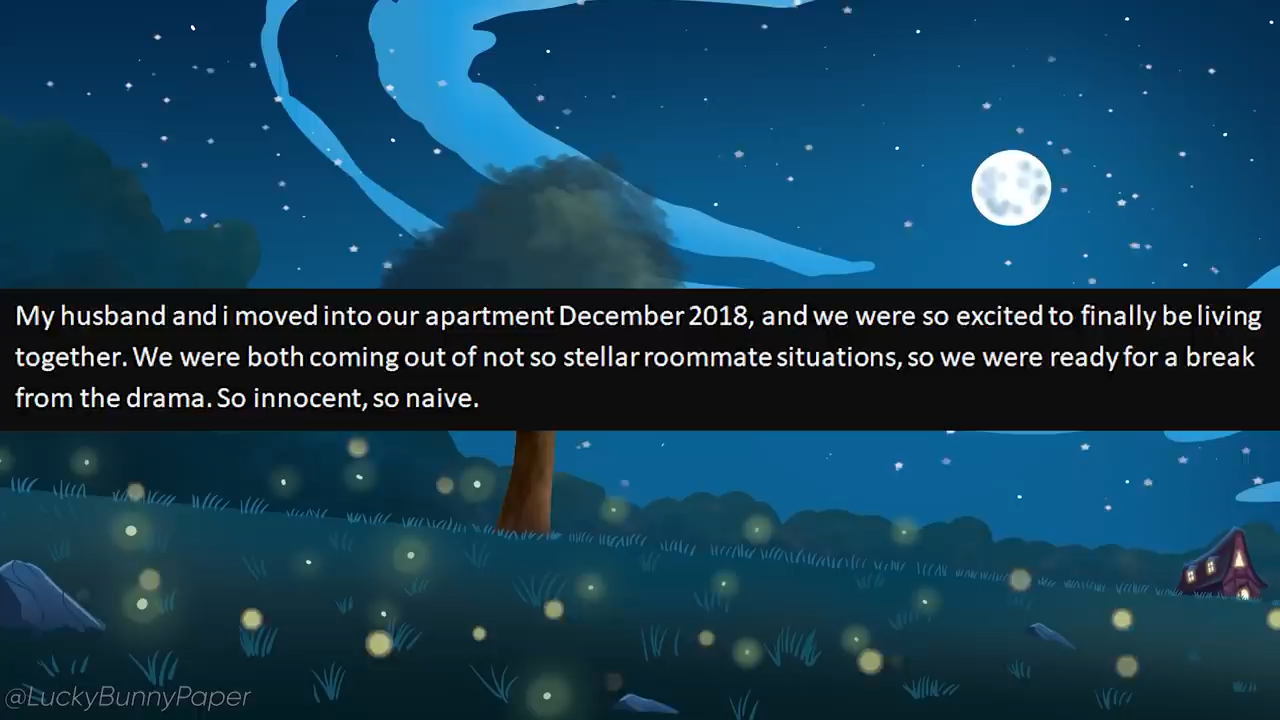 My husband and i moved into our apartment December 2018, and we were so excited to finally be living
together. We were both coming out of not so stellar roommate situations, so we were ready for a break
from the drama. So innocent, so naive.
@LuckyBunnyPaper